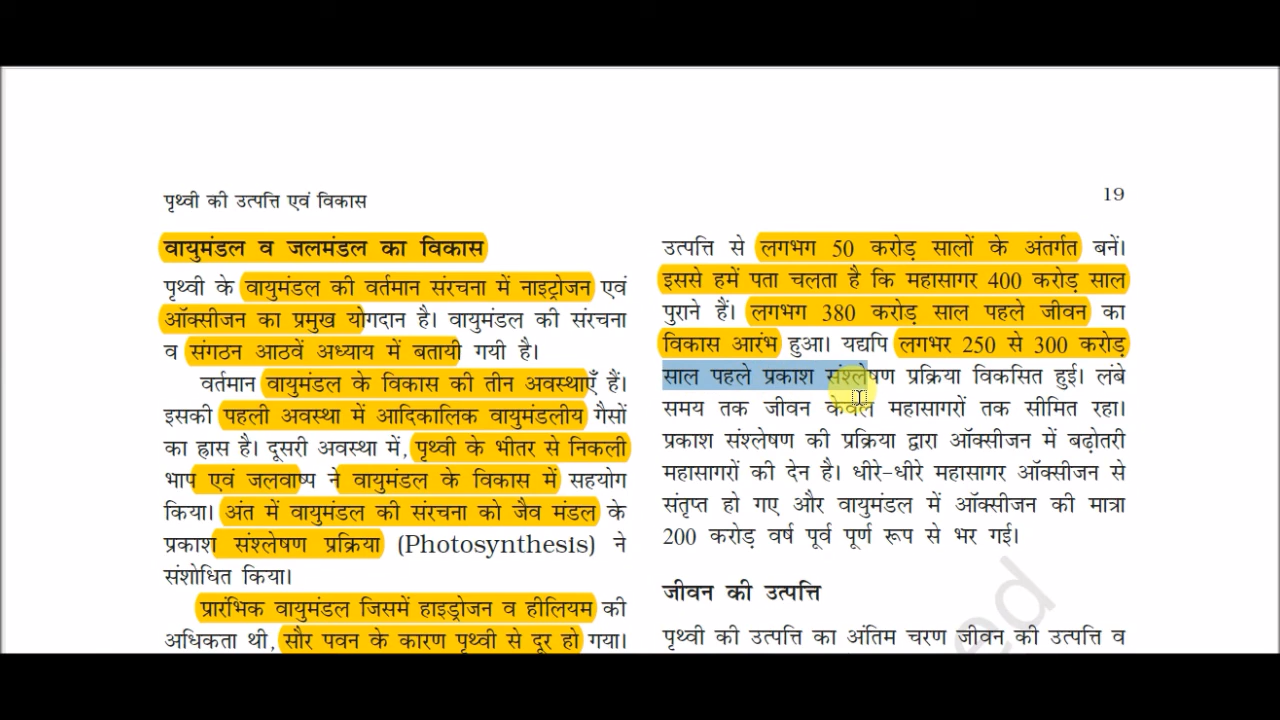 पृथ्वी की उत्पत्ति एवं विकास
19
वायुमंडल व जलमंडल का विकास
पृथ्वी के वायुमंडल की वर्तमान संरचना में नाइट्रोजन एवं
ऑक्सीजन का प्रमुख योगदान है। वायुमंडल की संरचना
व संगठन आठवें अध्याय में बतायी गयी है।
वर्तमान वायुमंडल के विकास की तीन अवस्थाएँ हैं।
इसकी पहली अवस्था में आदिकालिक वायुमंडलीय गैसों
का ह्रास है। दूसरी अवस्था में, पृथ्वी के भीतर से निकली
भाप एवं जलवाष्प ने वायुमंडल के विकास में सहयोग
किया। अंत में वायुमंडल की संरचना को जैव मंडल के
प्रकाश संश्लेषण प्रक्रिया (Photosynthesis) ने
संशोधित किया।
प्रारंभिक वायुमंडल जिसमें हाइड्रोजन व हीलियम की
अधिकता थी, सौर पवन के कारण पृथ्वी से दूर हो गया।
उत्पत्ति से लगभग 50 करोड़ सालों के अंतर्गत बनें।
इससे हमें पता चलता है कि महासागर 400 करोड़ साल
पुराने हैं। लगभग 380 करोड़ साल पहले जीवन का
विकास आरंभ हुआ। यद्यपि लगभर 250 से 300 करोड़
साल पहले प्रकाश संश्लेषण प्रक्रिया विकसित हुई। लंबे
समय तक जीवन केवल महासागरों तक सीमित रहा।
प्रकाश संश्लेषण की प्रक्रिया द्वारा ऑक्सीजन में बढ़ोतरी
महासागरों की देन है। धीरे-धीरे महासागर ऑक्सीजन से
संतृप्त हो गए और वायुमंडल में ऑक्सीजन की मात्रा
200 करोड़ वर्ष पूर्व पूर्ण रूप से भर गई।
जीवन की उत्पत्ति
पृथ्वी की उत्पत्ति का अंतिम चरण जीवन की उत्पत्ति व
ed